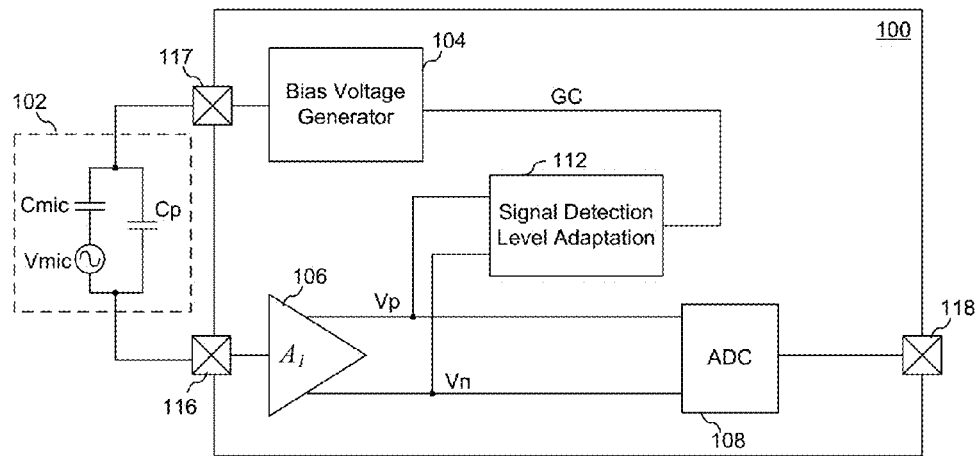 100
117
104
Bias Voltage
Generator
GC
102
112
Cmic
Cp
Signal Detection
Level Adaptation
Vmic
106
Vp
118
Ai
ADC
Vn
116
108